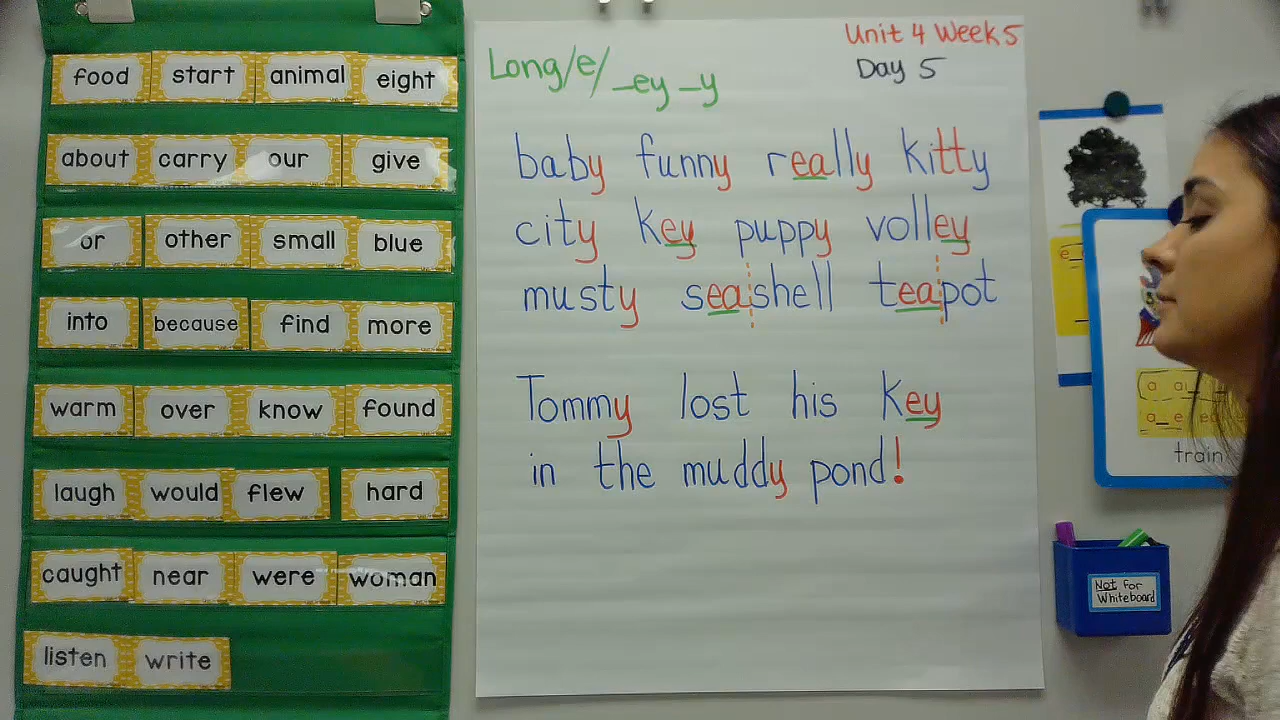 food start animal eight
about carry our give
or other small blue
into because find more
warm over know found
laugh would flew hard
caught near were woman
listen write
Unit 4 Week 5
Day 5
Long /e/ _ey _y
baby funny really kitty
city key puppy volley
musty seashell teapot
Tommy lost his key
in the muddy pond!
train
Not for
Whiteboard